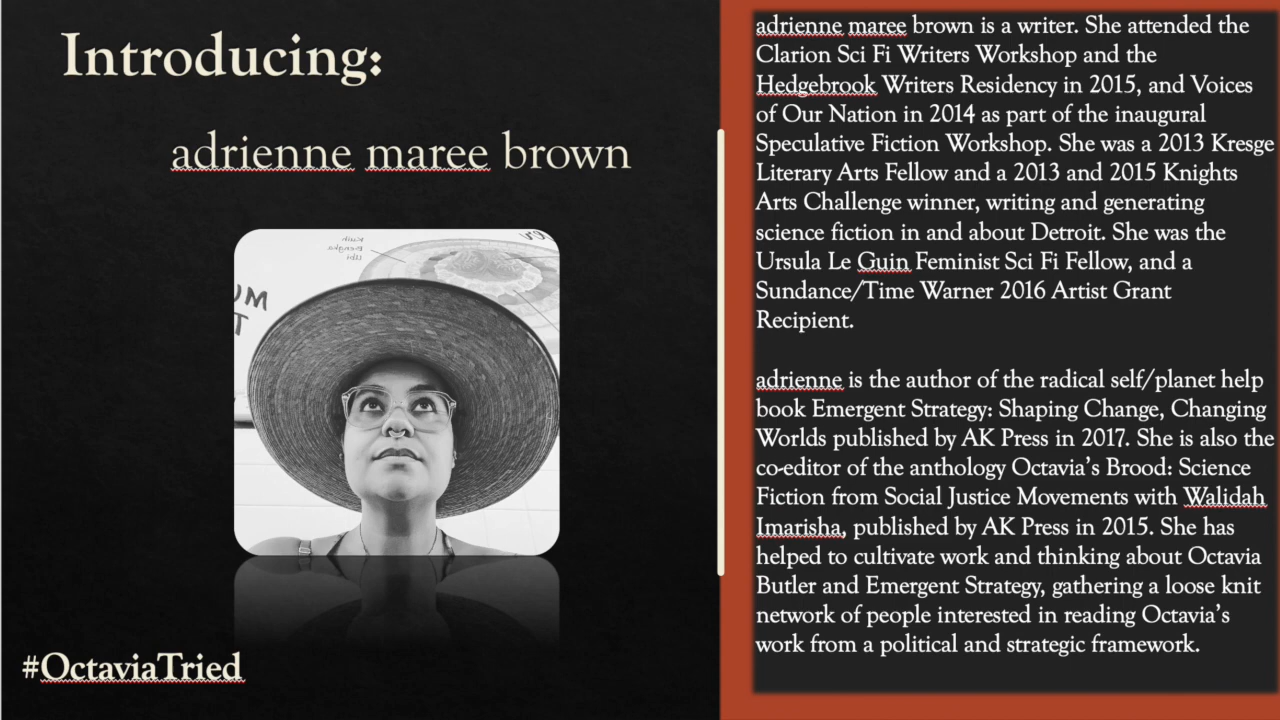 Introducing:
adrienne maree brown
#OctaviaTried
adrienne maree brown is a writer. She attended the
Clarion Sci Fi Writers Workshop and the
Hedgebrook Writers Residency in 2015, and Voices
of Our Nation in 2014 as part of the inaugural
Speculative Fiction Workshop. She was a 2013 Kresge
Literary Arts Fellow and a 2013 and 2015 Knights
Arts Challenge winner, writing and generating
science fiction in and about Detroit. She was the
Ursula Le Guin Feminist Sci Fi Fellow, and a
Sundance/Time Warner 2016 Artist Grant
Recipient.
adrienne is the author of the radical self/planet help
book Emergent Strategy: Shaping Change, Changing
Worlds published by AK Press in 2017. She is also the
co-editor of the anthology Octavia's Brood: Science
Fiction from Social Justice Movements with Walidah
Imarisha, published by AK Press in 2015. She has
helped to cultivate work and thinking about Octavia
Butler and Emergent Strategy, gathering a loose knit
network of people interested in reading Octavia's
work from a political and strategic framework.